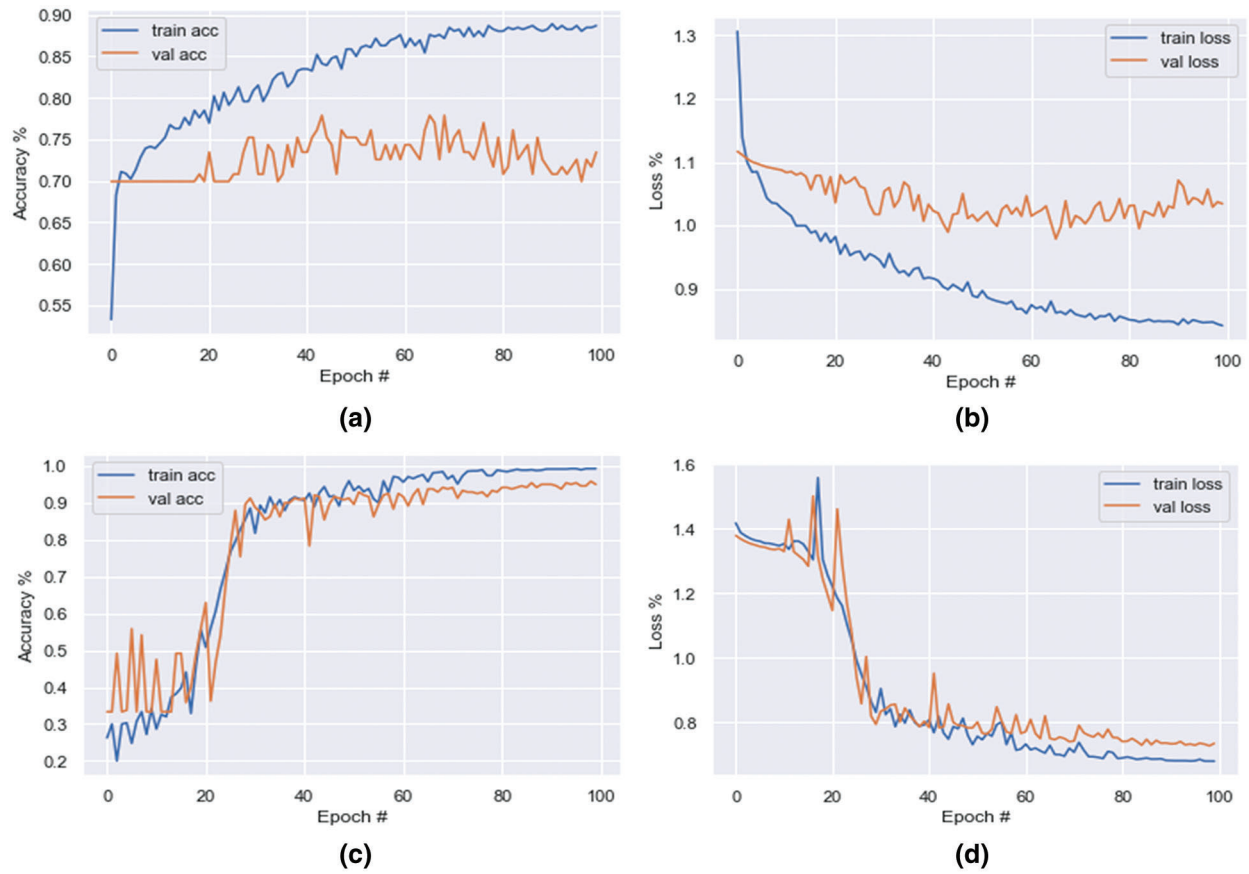 train acc
val acc
Accuracy %
0.90
0.85
0.80
0.75
0.70
0.65
0.60
0.55
0 20 40 60 80 100
Epoch #
(a)
train loss
val loss
Loss %
1.3
1.2
1.1
1.0
0.9
0 20 40 60 80 100
Epoch #
(b)
train acc
val acc
Accuracy %
1.0
0.9
0.8
0.7
0.6
0.5
0.4
0.3
0.2
0 20 40 60 80 100
Epoch #
(c)
train loss
val loss
Loss %
1.6
1.4
1.2
1.0
0.8
0 20 40 60 80 100
Epoch #
(d)